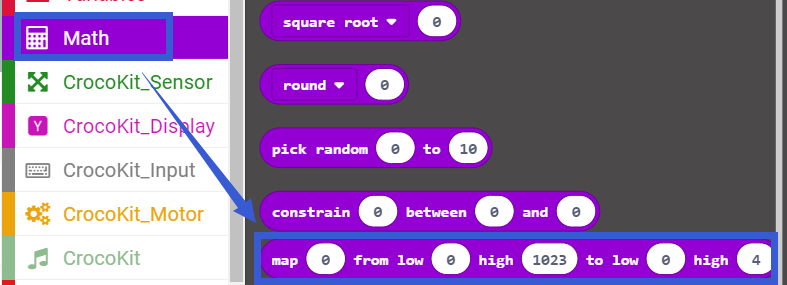 Variables
Math
CrocoKit_Sensor
CrocoKit_Display
CrocoKit_Input
CrocoKit_Motor
CrocoKit
square root 0
round 0
pick random 0 to 10
constrain 0 between 0 and 0
map 0 from low 0 high 1023 to low 0 high 4